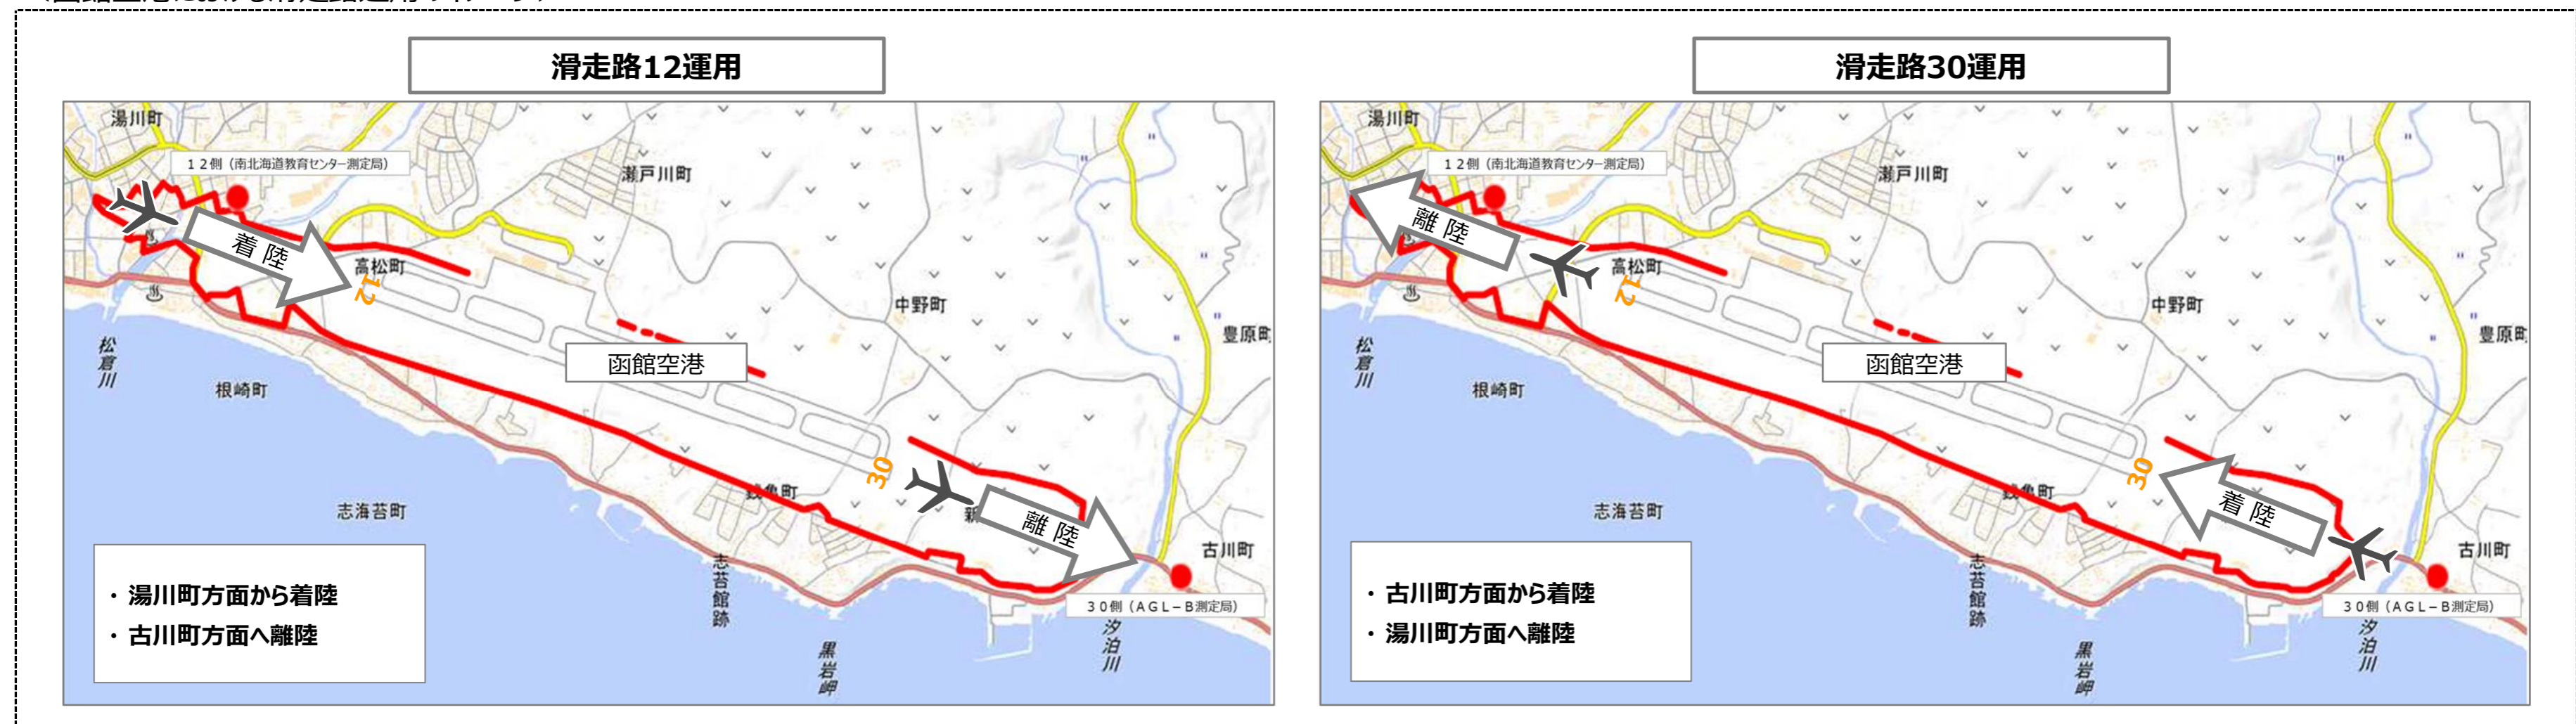 滑走路12運用
湯川町
12側（南北海道教育センター測定局）
瀬戸川町
着 陸
高松町
12
中野町
豊原町
松倉川
函館空港
根崎町
30
志海苔町
離 陸
古川町
志苔館跡
30側（AGL－B測定局）
汐泊川
黒岩岬
・ 湯川町方面から着陸
・ 古川町方面へ離陸
滑走路30運用
湯川町
12側（南北海道教育センター測定局）
瀬戸川町
離 陸
高松町
12
中野町
豊原町
松倉川
函館空港
根崎町
30
志海苔町
着 陸
古川町
志苔館跡
30側（AGL－B測定局）
汐泊川
黒岩岬
・ 古川町方面から着陸
・ 湯川町方面へ離陸